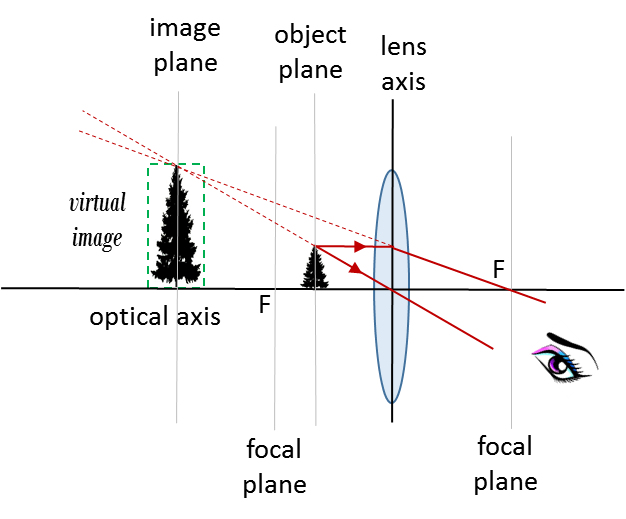 image
plane
object
plane
lens
axis
virtual
image
F
optical axis
F
focal
plane
focal
plane